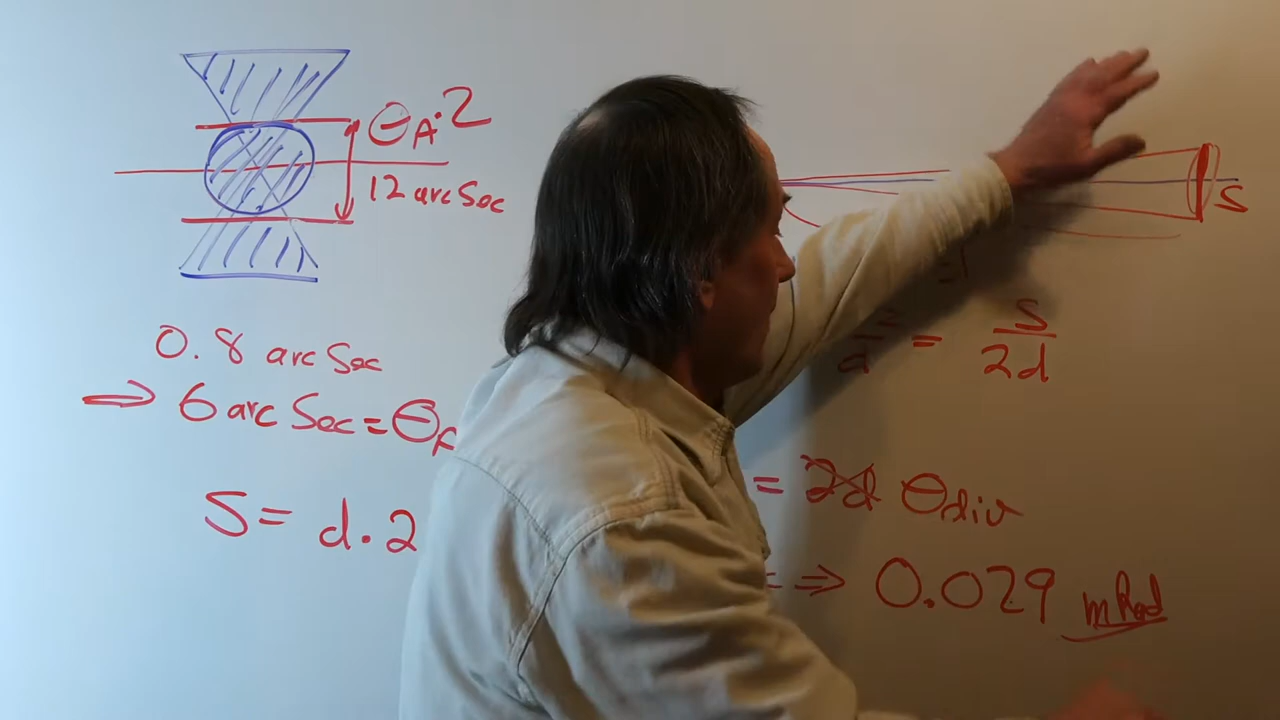 θA·2
12 arc Sec
S
0.8 arc Sec
⇒ 6 arc Sec = θ
= S/2d
S = d.2
= 2d θdiv
⇒ 0.029 mRad